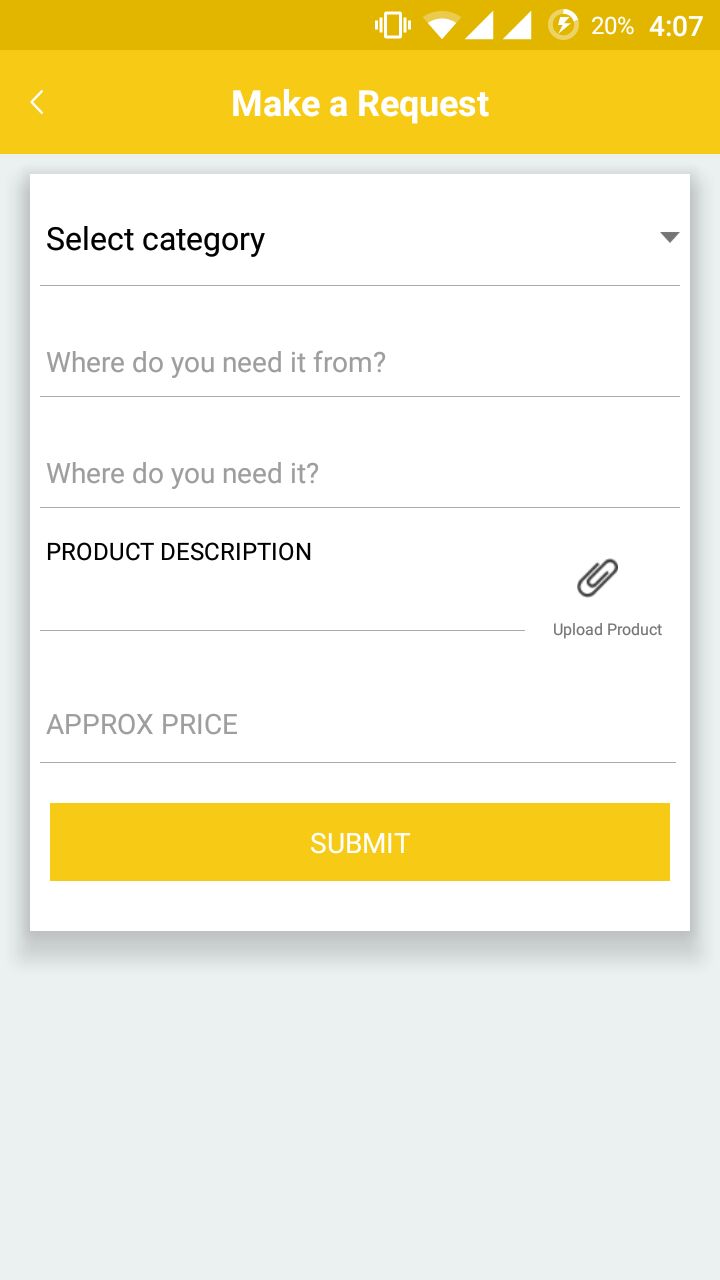 20% 4:07
Make a Request
Select category
Where do you need it from?
Where do you need it?
PRODUCT DESCRIPTION
Upload Product
APPROX PRICE
SUBMIT